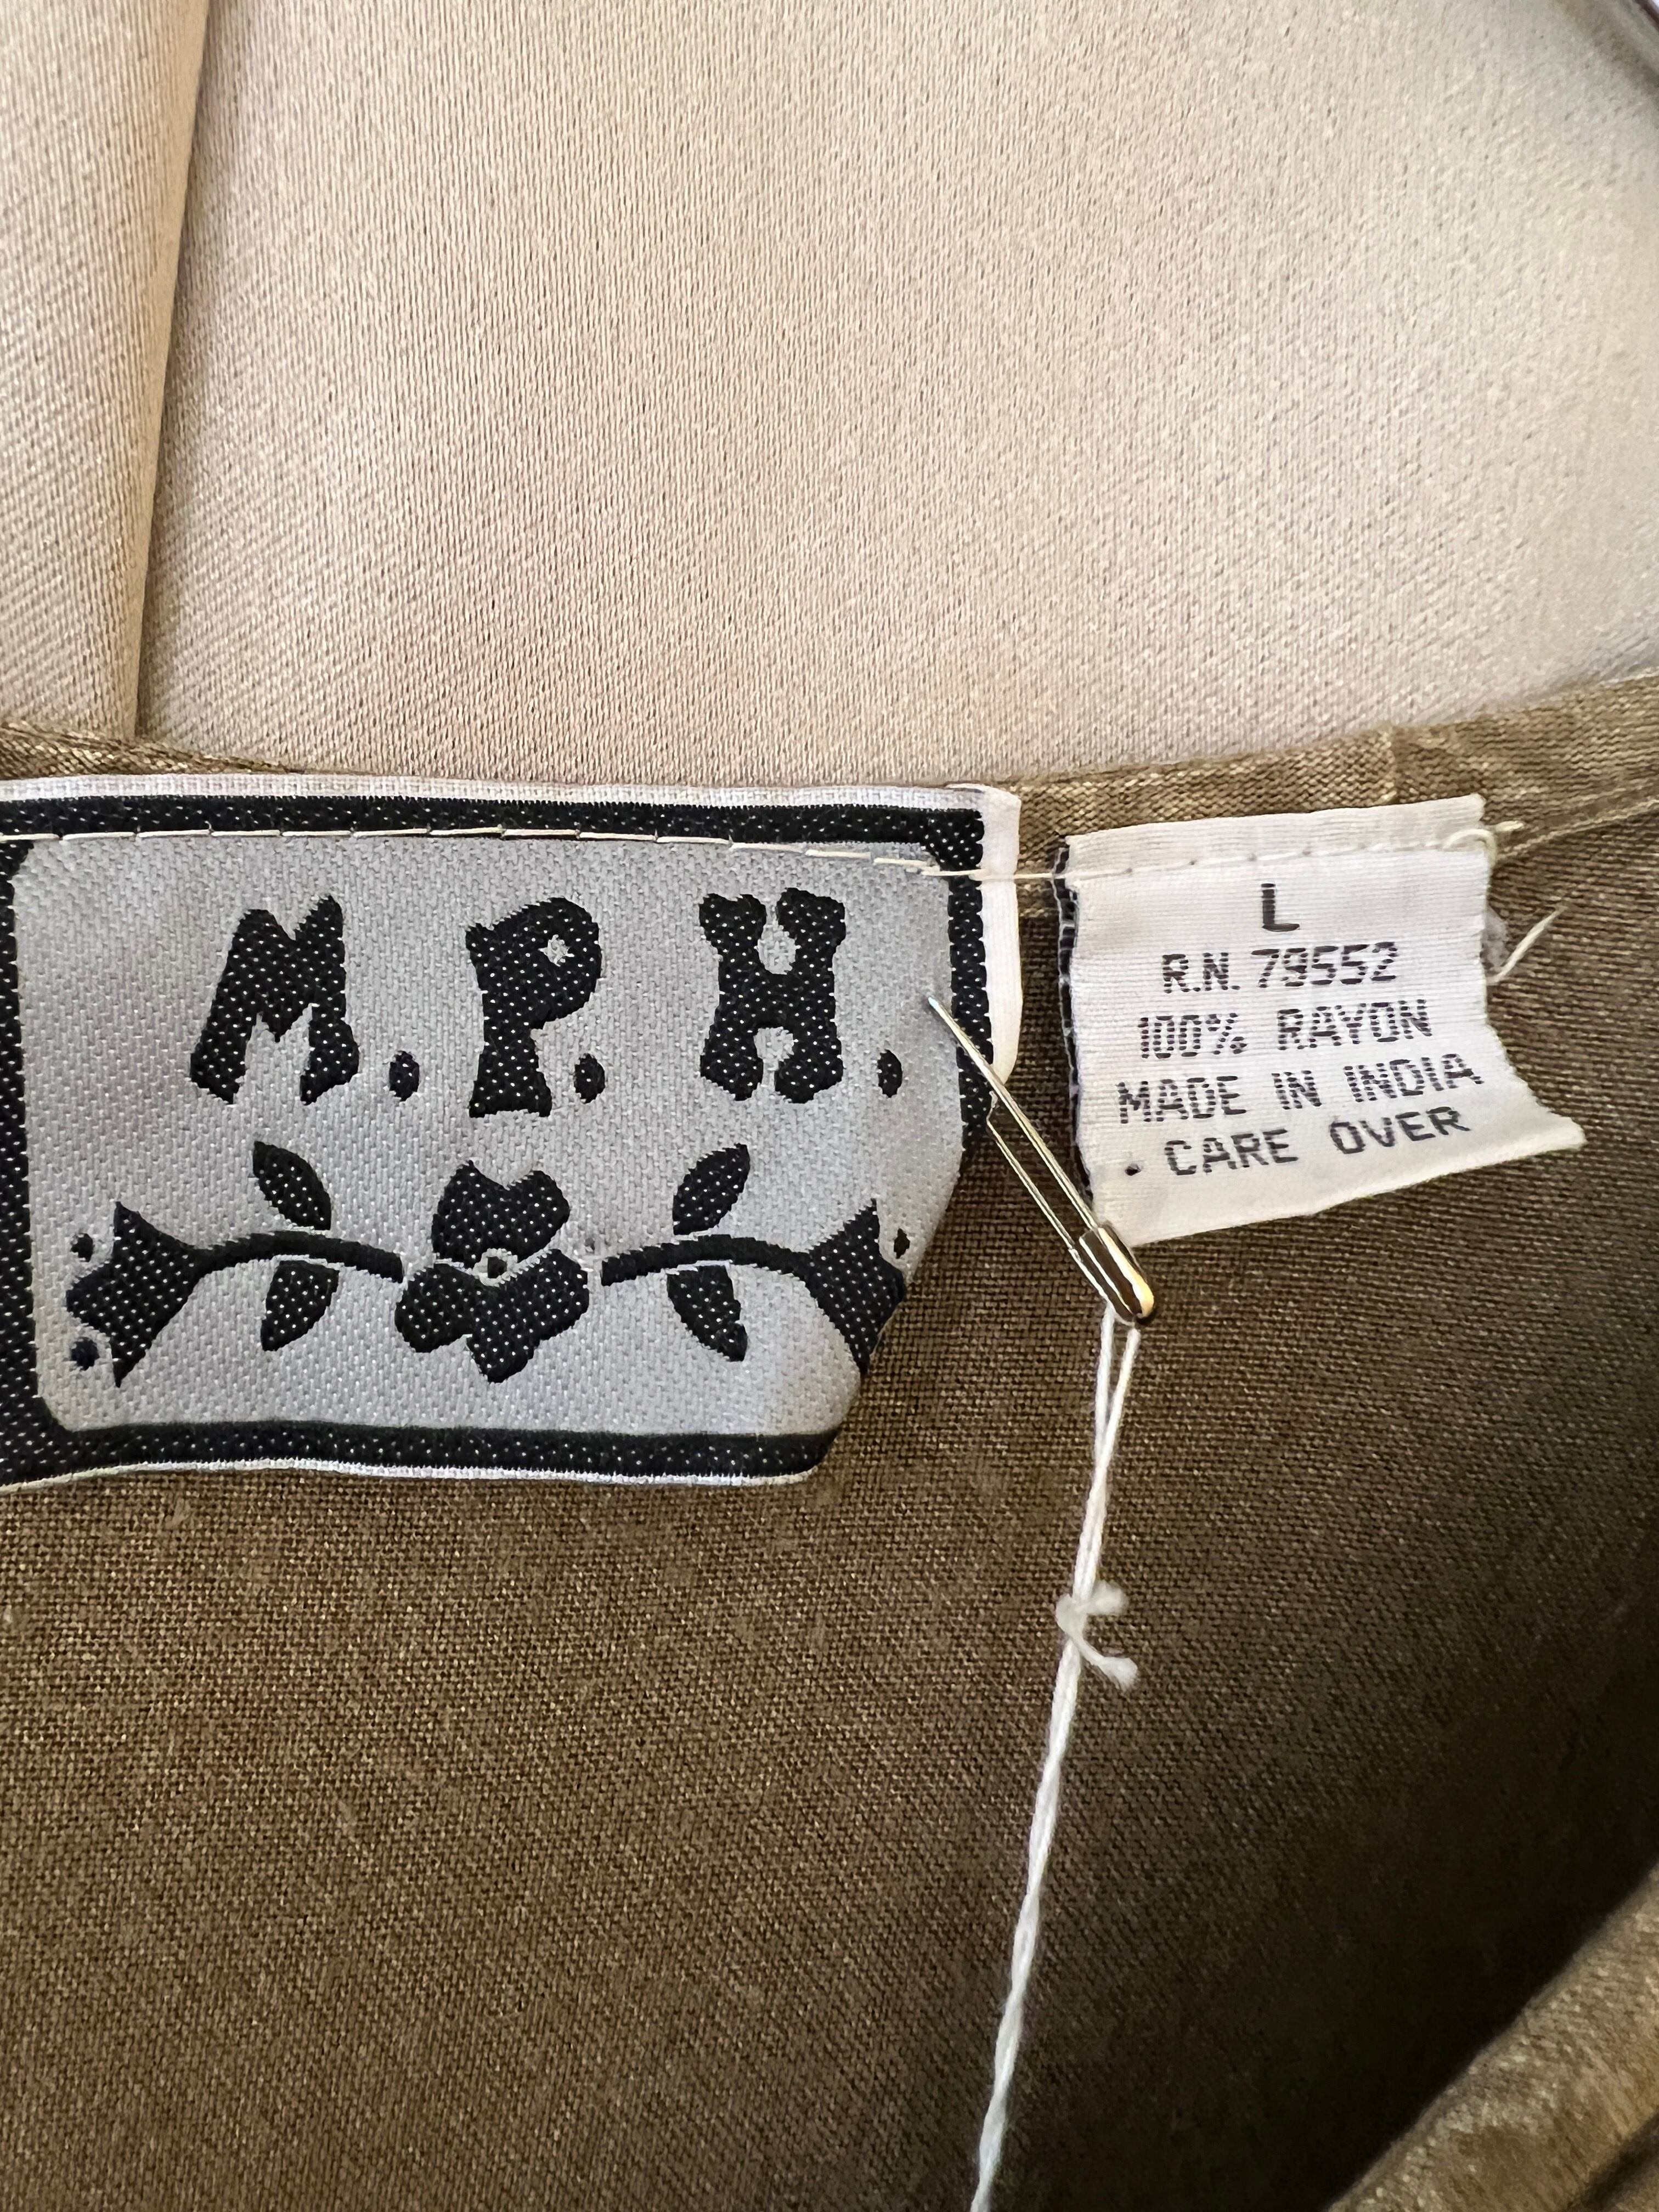 M.P.H.
L
R.N. 79552
100% RAYON
MADE IN INDIA
. CARE OVER